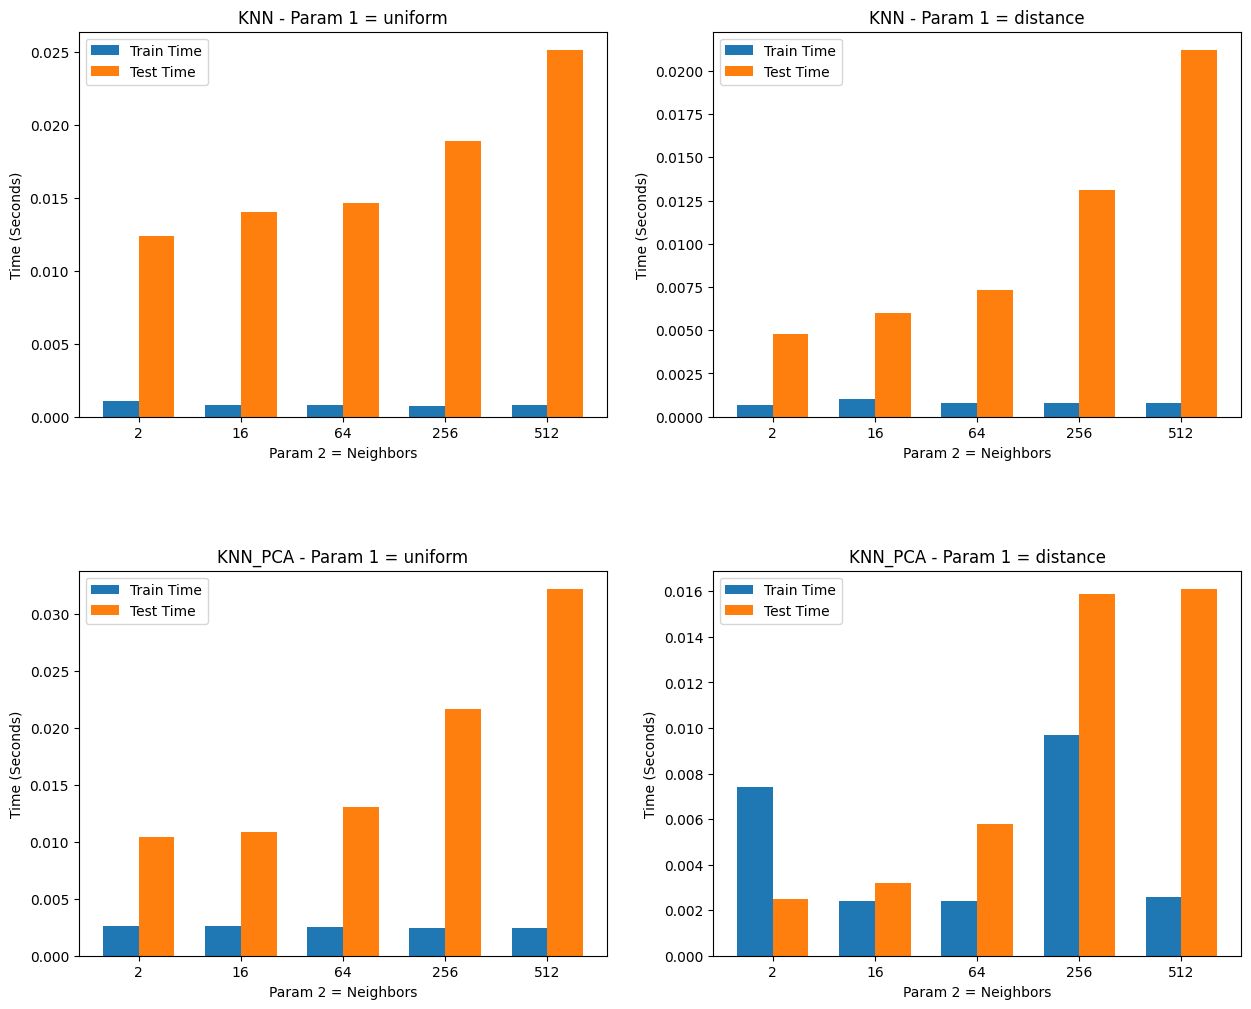 KNN - Param 1 = uniform
Train Time
Test Time
Time (Seconds)
0.025
0.020
0.015
0.010
0.005
0.000
2 16 64 256 512
Param 2 = Neighbors
KNN - Param 1 = distance
Train Time
Test Time
Time (Seconds)
0.0200
0.0175
0.0150
0.0125
0.0100
0.0075
0.0050
0.0025
0.0000
2 16 64 256 512
Param 2 = Neighbors
KNN_PCA - Param 1 = uniform
Train Time
Test Time
Time (Seconds)
0.030
0.025
0.020
0.015
0.010
0.005
0.000
2 16 64 256 512
Param 2 = Neighbors
KNN_PCA - Param 1 = distance
Train Time
Test Time
Time (Seconds)
0.016
0.014
0.012
0.010
0.008
0.006
0.004
0.002
0.000
2 16 64 256 512
Param 2 = Neighbors